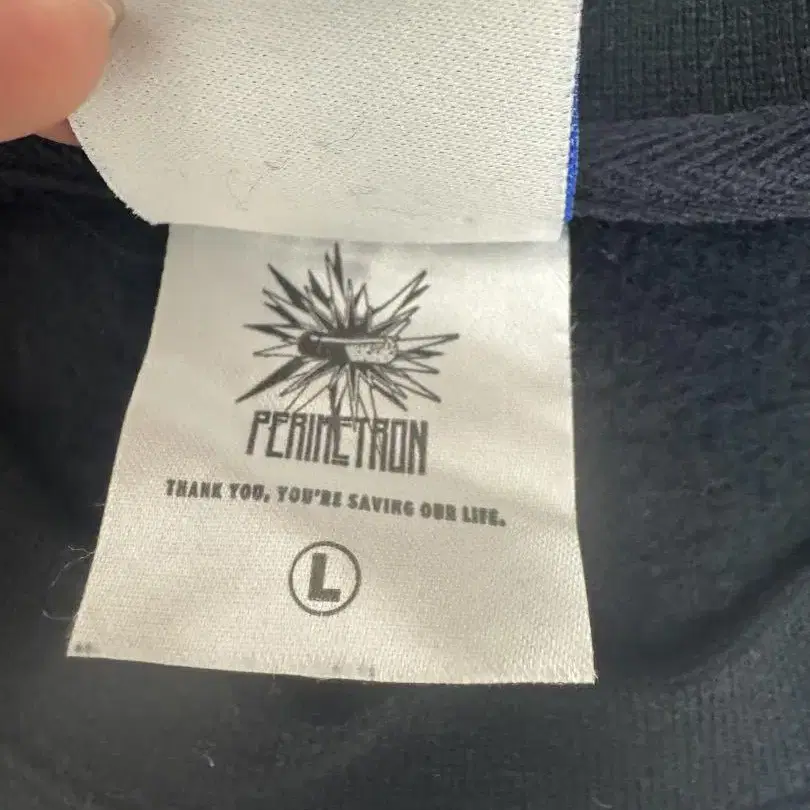 PERIMETRON
THANK YOU, YOU'RE SAVING OUR LIFE.
L